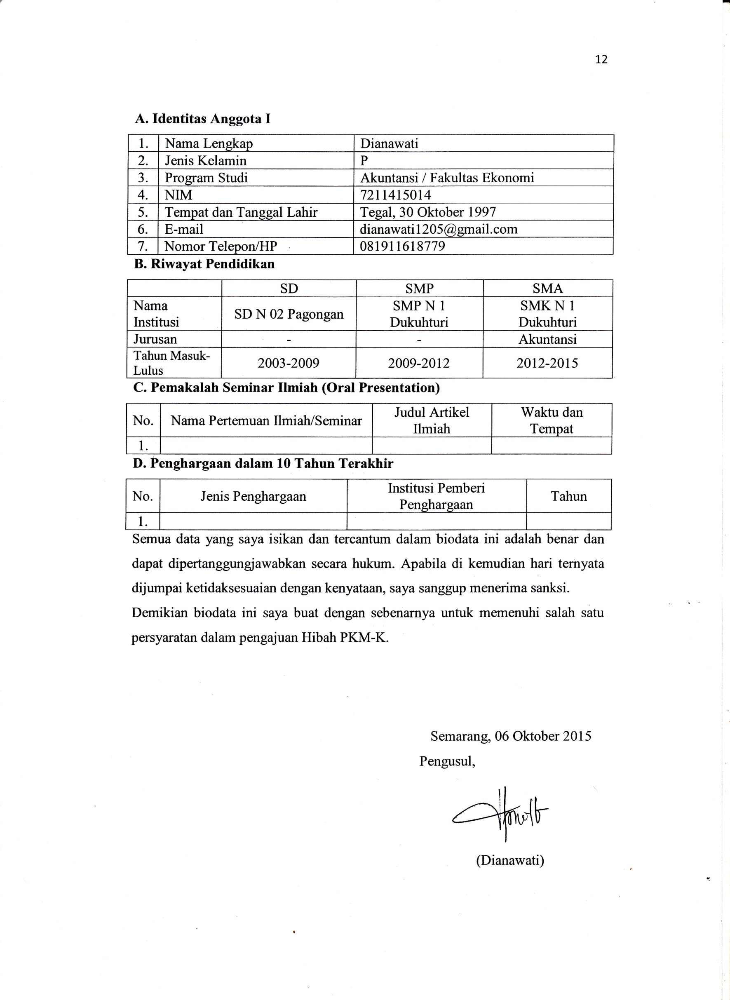 12
A. Identitas Anggota I
1. Nama Lengkap Dianawati
2. Jenis Kelamin P
3. Program Studi Akuntansi / Fakultas Ekonomi
4. NIM 7211415014
5. Tempat dan Tanggal Lahir Tegal, 30 Oktober 1997
6. E-mail dianawati1205@gmail.com
7. Nomor Telepon/HP 081911618779
B. Riwayat Pendidikan
SD SMP SMA
Nama Institusi SD N 02 Pagongan SMP N 1 Dukuhturi SMK N 1 Dukuhturi
Jurusan - - Akuntansi
Tahun Masuk-Lulus 2003-2009 2009-2012 2012-2015
C. Pemakalah Seminar Ilmiah (Oral Presentation)
No. Nama Pertemuan Ilmiah/Seminar Judul Artikel Ilmiah Waktu dan Tempat
1.
D. Penghargaan dalam 10 Tahun Terakhir
No. Jenis Penghargaan Institusi Pemberi Penghargaan Tahun
1.
Semua data yang saya isikan dan tercantum dalam biodata ini adalah benar dan
dapat dipertanggungjawabkan secara hukum. Apabila di kemudian hari ternyata
dijumpai ketidaksesuaian dengan kenyataan, saya sanggup menerima sanksi.
Demikian biodata ini saya buat dengan sebenarnya untuk memenuhi salah satu
persyaratan dalam pengajuan Hibah PKM-K.
Semarang, 06 Oktober 2015
Pengusul,
(Dianawati)